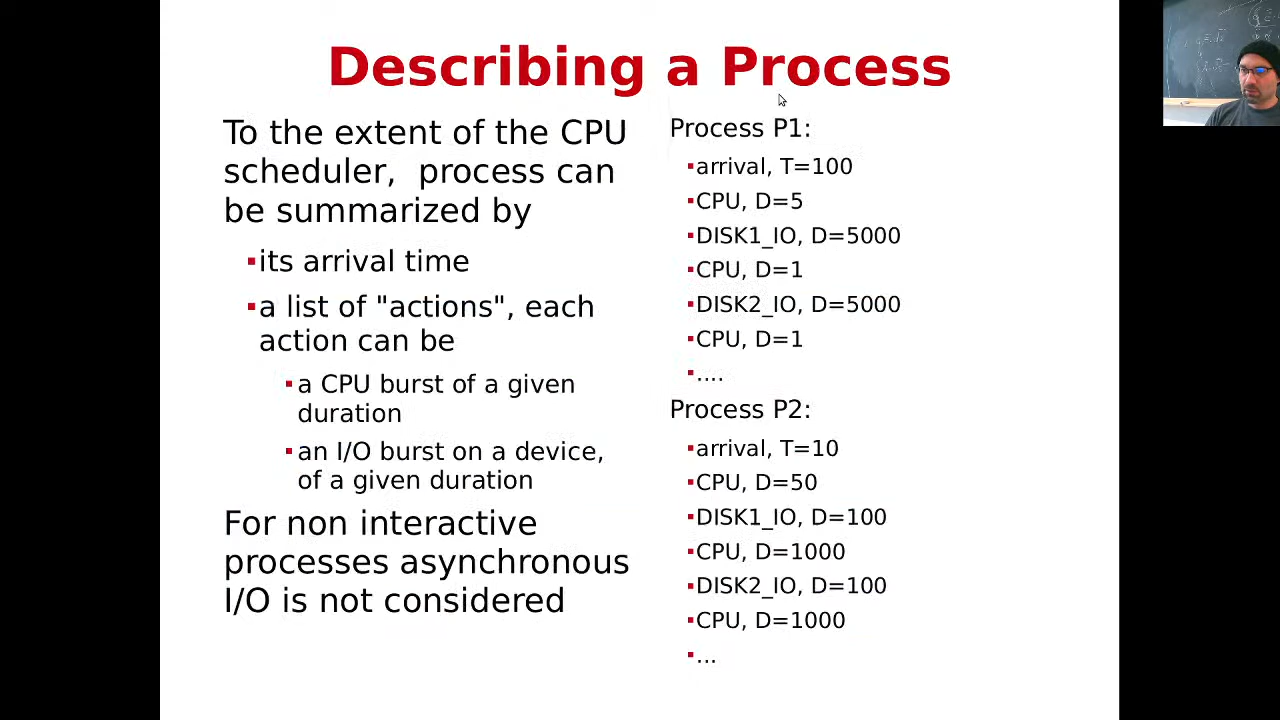 Describing a Process
To the extent of the CPU
scheduler,  process can
be summarized by
▪its arrival time
▪a list of "actions", each
action can be
▪a CPU burst of a given
duration
▪an I/O burst on a device,
of a given duration
For non interactive
processes asynchronous
I/O is not considered
Process P1:
▪arrival, T=100
▪CPU, D=5
▪DISK1_IO, D=5000
▪CPU, D=1
▪DISK2_IO, D=5000
▪CPU, D=1
▪....
Process P2:
▪arrival, T=10
▪CPU, D=50
▪DISK1_IO, D=100
▪CPU, D=1000
▪DISK2_IO, D=100
▪CPU, D=1000
▪...